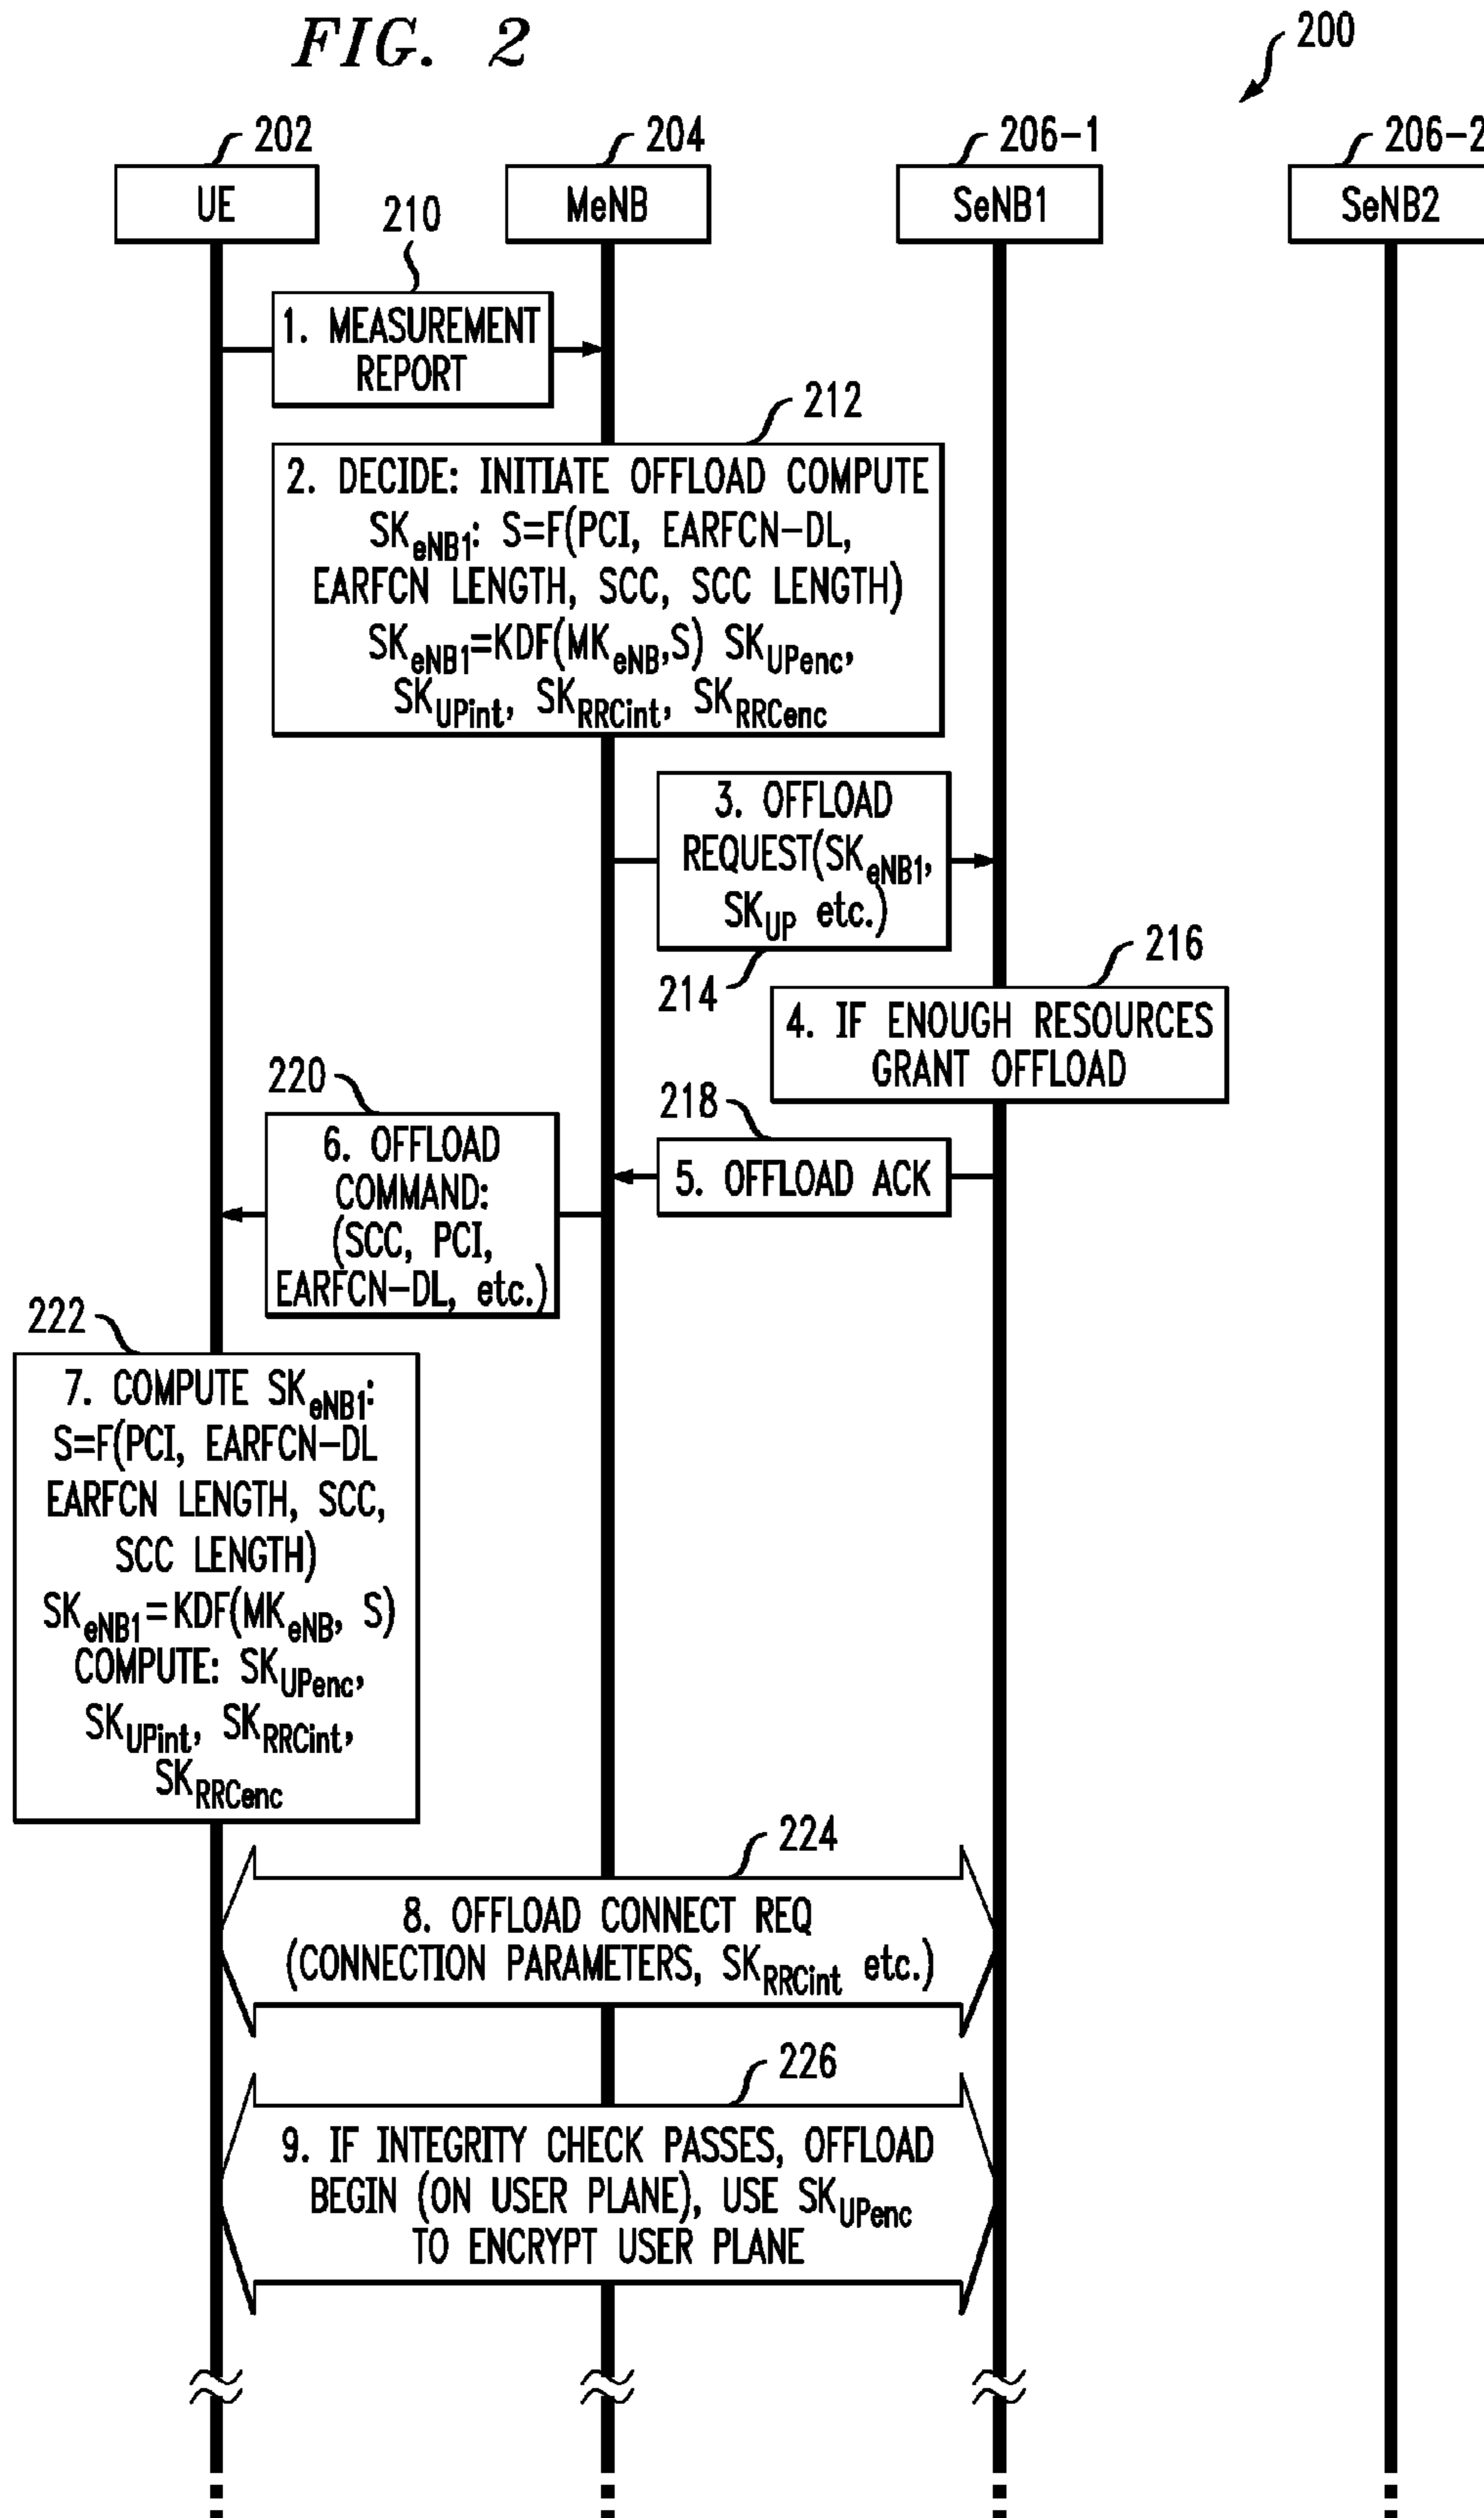 FIG. 2
200
202
204
206-1
206-2
UE
MeNB
SeNB1
SeNB2
210
1. MEASUREMENT
REPORT
212
2. DECIDE: INITIATE OFFLOAD COMPUTE
SKeNB1: S=F(PCI, EARFCN-DL,
EARFCN LENGTH, SCC, SCC LENGTH)
SKeNB1=KDF(MKeNB,S) SKUPenc,
SKUPint, SKRRCint, SKRRCenc
3. OFFLOAD
REQUEST(SKeNB1,
SKUP etc.)
214
216
4. IF ENOUGH RESOURCES
GRANT OFFLOAD
218
5. OFFLOAD ACK
220
6. OFFLOAD
COMMAND:
(SCC, PCI,
EARFCN-DL, etc.)
222
7. COMPUTE SKeNB1:
S=F(PCI, EARFCN-DL
EARFCN LENGTH, SCC,
SCC LENGTH)
SKeNB1=KDF(MKeNB, S)
COMPUTE: SKUPenc,
SKUPint, SKRRCint,
SKRRCenc
224
8. OFFLOAD CONNECT REQ
(CONNECTION PARAMETERS, SKRRCint etc.)
226
9. IF INTEGRITY CHECK PASSES, OFFLOAD
BEGIN (ON USER PLANE), USE SKUPenc
TO ENCRYPT USER PLANE